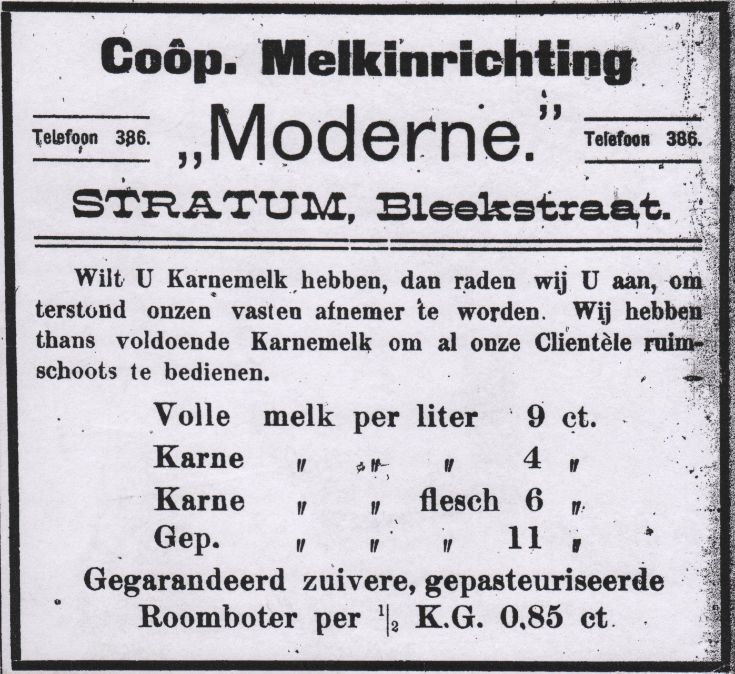 Coôp. Melkinrichting
Telefoon 386. „Moderne.” Telefoon 386.
STRATUM, Bleekstraat.
Wilt U Karnemelk hebben, dan raden wij U aan, om
terstond onzen vasten afnemer te worden. Wij hebben
thans voldoende Karnemelk om al onze Clientèle ruim-
schoots te bedienen.
Volle melk per liter 9 ct.
Karne „ „ „ 4 „
Karne „ „ flesch 6 „
Gep. „ „ „ 11 „
Gegarandeerd zuivere, gepasteuriseerde
Roomboter per 1/2 K.G. 0,85 ct.